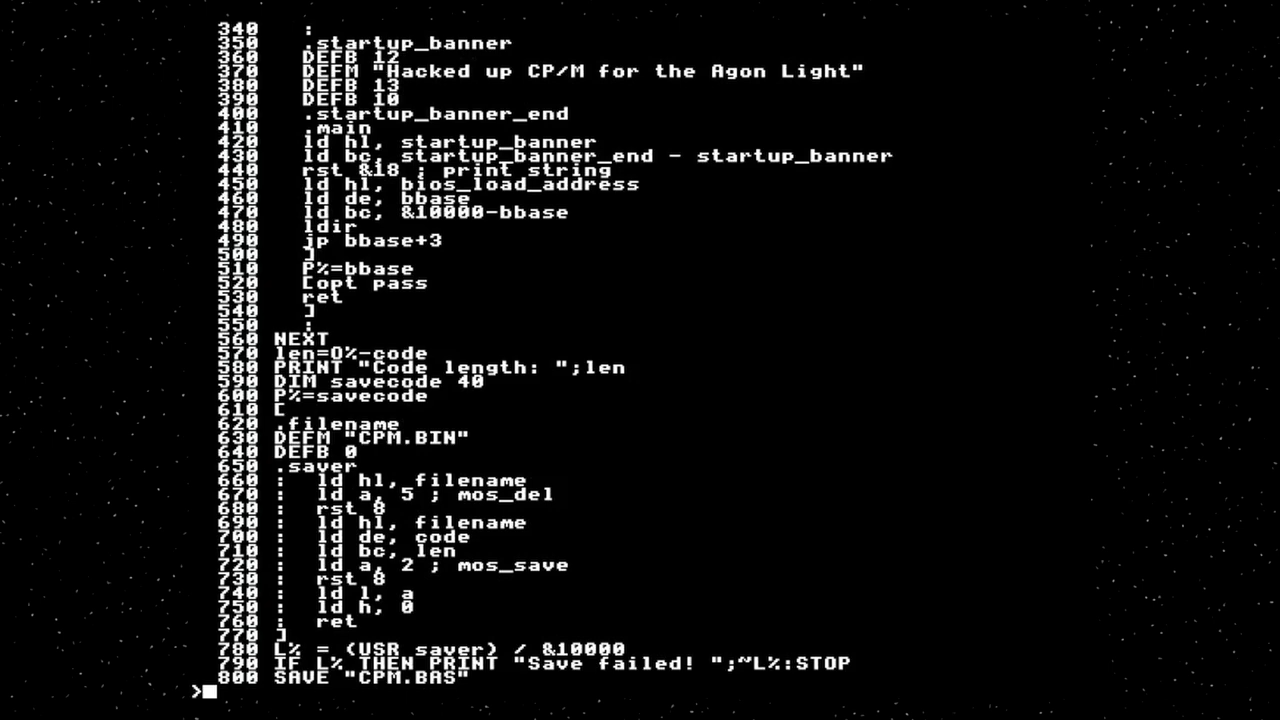 340   :
350   .startup_banner
360   DEFB 12
370   DEFM "Hacked up CP/M for the Agon Light"
380   DEFB 13
390   DEFB 10
400   .startup_banner_end
410   .main
420   ld hl, startup_banner
430   ld bc, startup_banner_end - startup_banner
440   rst &18 ; print string
450   ld hl, bios_load_address
460   ld de, bbase
470   ld bc, &10000-bbase
480   ldir
490   jp bbase+3
500   ]
510   P%=bbase
520   [opt pass
530   ret
540   ]
550   :
560 NEXT
570 len=O%-code
580 PRINT "Code length: ";len
590 DIM savecode 40
600 P%=savecode
610 [
620 .filename
630 DEFM "CPM.BIN"
640 DEFB 0
650 .saver
660 :  ld hl, filename
670 :  ld a, 5 ; mos_del
680 :  rst 8
690 :  ld hl, filename
700 :  ld de, code
710 :  ld bc, len
720 :  ld a, 2 ; mos_save
730 :  rst 8
740 :  ld l, a
750 :  ld h, 0
760 :  ret
770 ]
780 L% = (USR saver) / &10000
790 IF L% THEN PRINT "Save failed! ";~L%:STOP
800 SAVE "CPM.BAS"
>